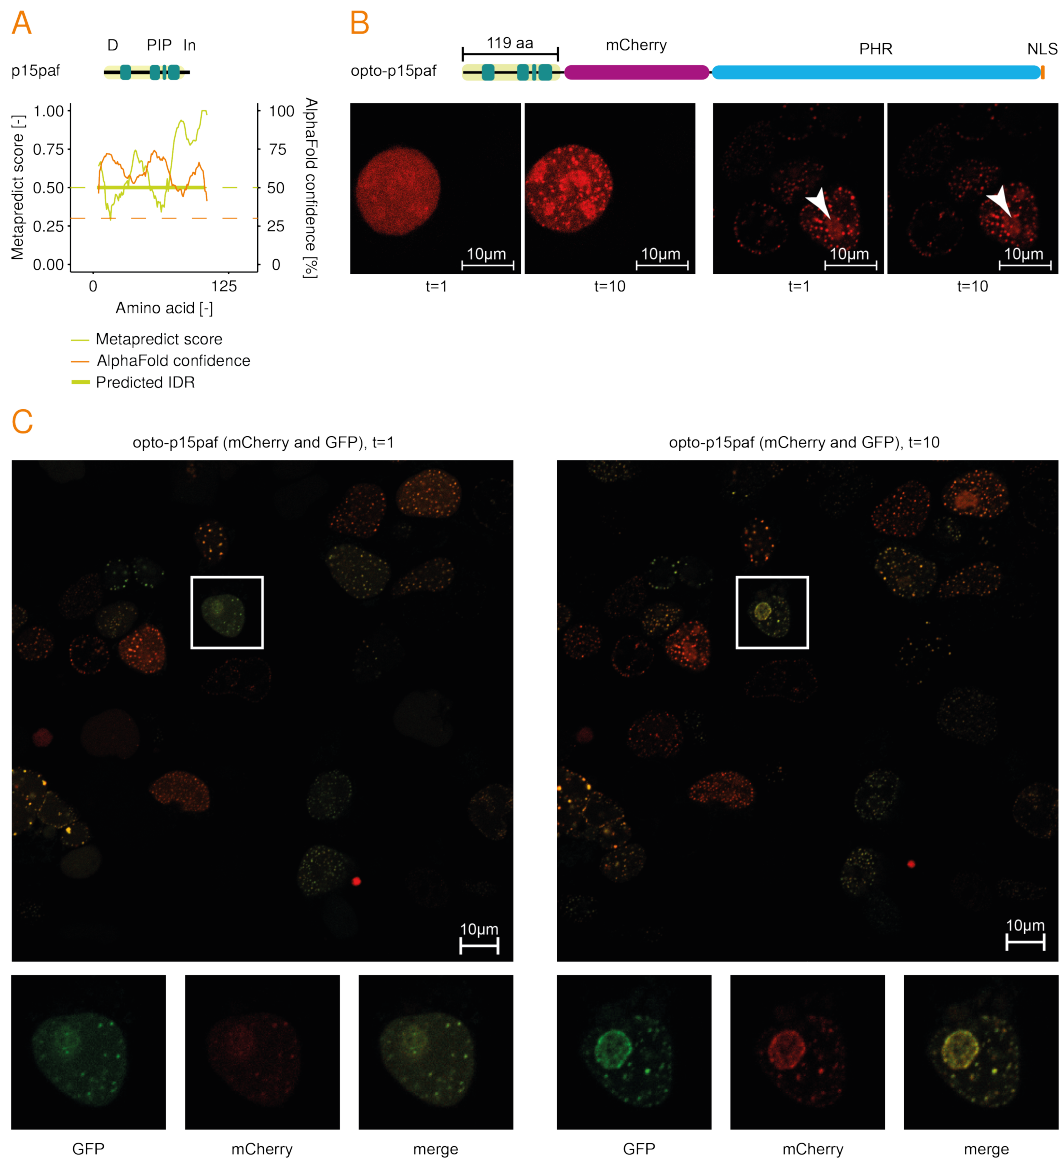 A
D PIP In
p15paf
1.00
0.75
0.50
0.25
0.00
Metapredict score [-]
100
75
50
25
0
AlphaFold confidence [%]
0 125
Amino acid [-]
Metapredict score
AlphaFold confidence
Predicted IDR
B
119 aa mCherry PHR NLS
opto-p15paf
10µm 10µm 10µm 10µm
t=1 t=10 t=1 t=10
C
opto-p15paf (mCherry and GFP), t=1 opto-p15paf (mCherry and GFP), t=10
10µm 10µm
GFP mCherry merge GFP mCherry merge